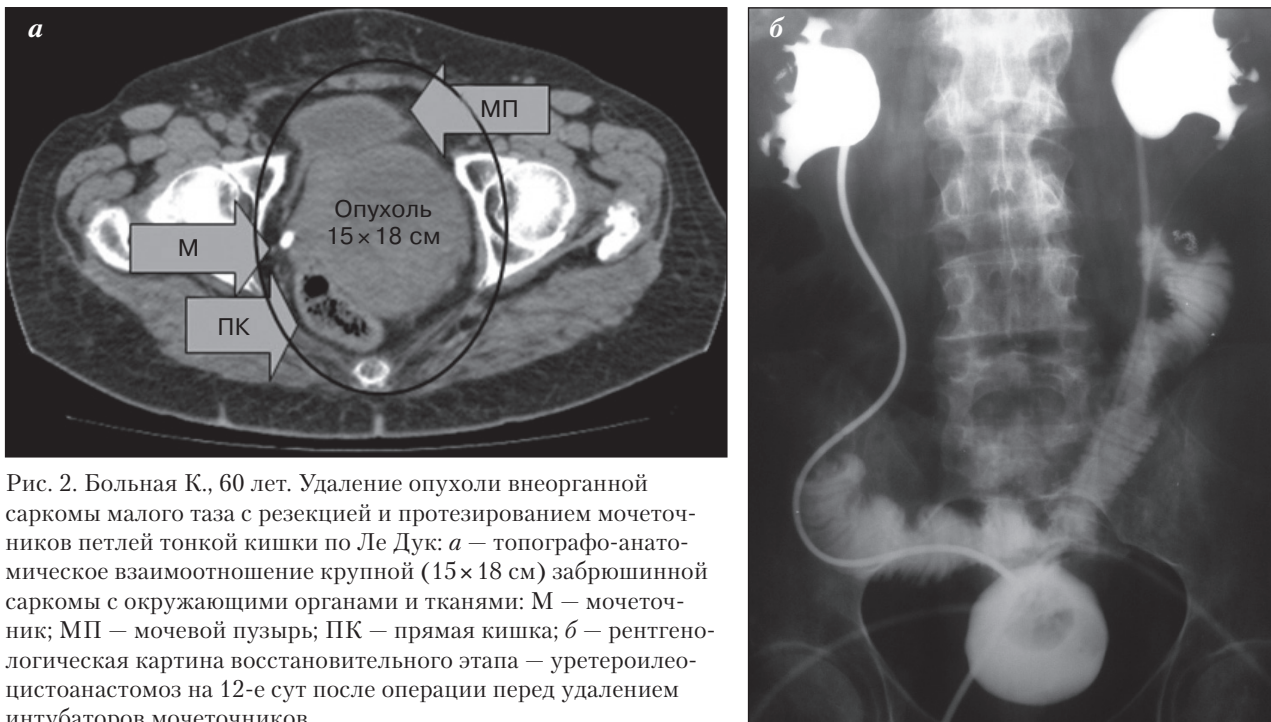 а
МП
Опухоль
15 × 18 см
М
ПК
б
Рис. 2. Больная К., 60 лет. Удаление опухоли внеорганной
саркомы малого таза с резекцией и протезированием мочеточ-
ников петлей тонкой кишки по Ле Дук: а — топографо-анато-
мическое взаимоотношение крупной (15× 18 см) забрюшинной
саркомы с окружающими органами и тканями: М — мочеточ-
ник; МП — мочевой пузырь; ПК — прямая кишка; б — рентгено-
логическая картина восстановительного этапа — уретероилео-
цистоанастомоз на 12-е сут после операции перед удалением
интубаторов мочеточников